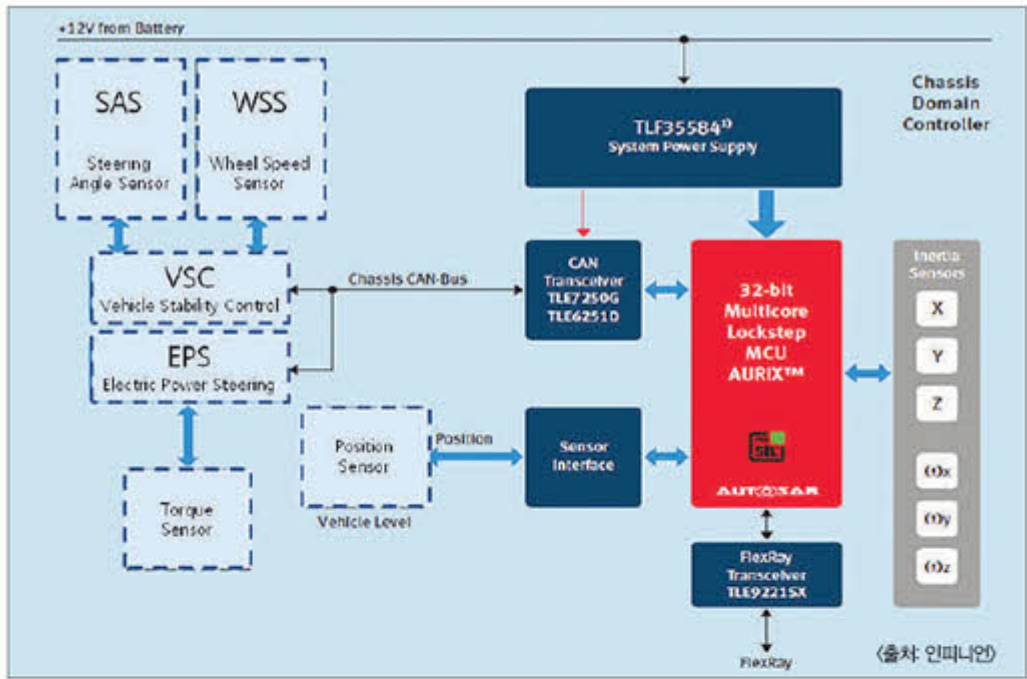 +12V from Battery
SAS
Steering
Angle Sensor
WSS
Wheel Speed
Sensor
TLF35584¹⁾
System Power Supply
Chassis
Domain
Controller
VSC
Vehicle Stability Control
EPS
Electric Power Steering
Chassis CAN-Bus
CAN
Transceiver
TLE7250G
TLE6251D
32-bit
Multicore
Lockstep
MCU
AURIX™
SIL
AUTOSAR
Inertia
Sensors
X
Y
Z
ωx
ωy
ωz
Position
Sensor
Vehicle Level
Position
Sensor
Interface
Torque
Sensor
FlexRay
Transceiver
TLE9221SX
FlexRay
〈출처: 인피니언〉